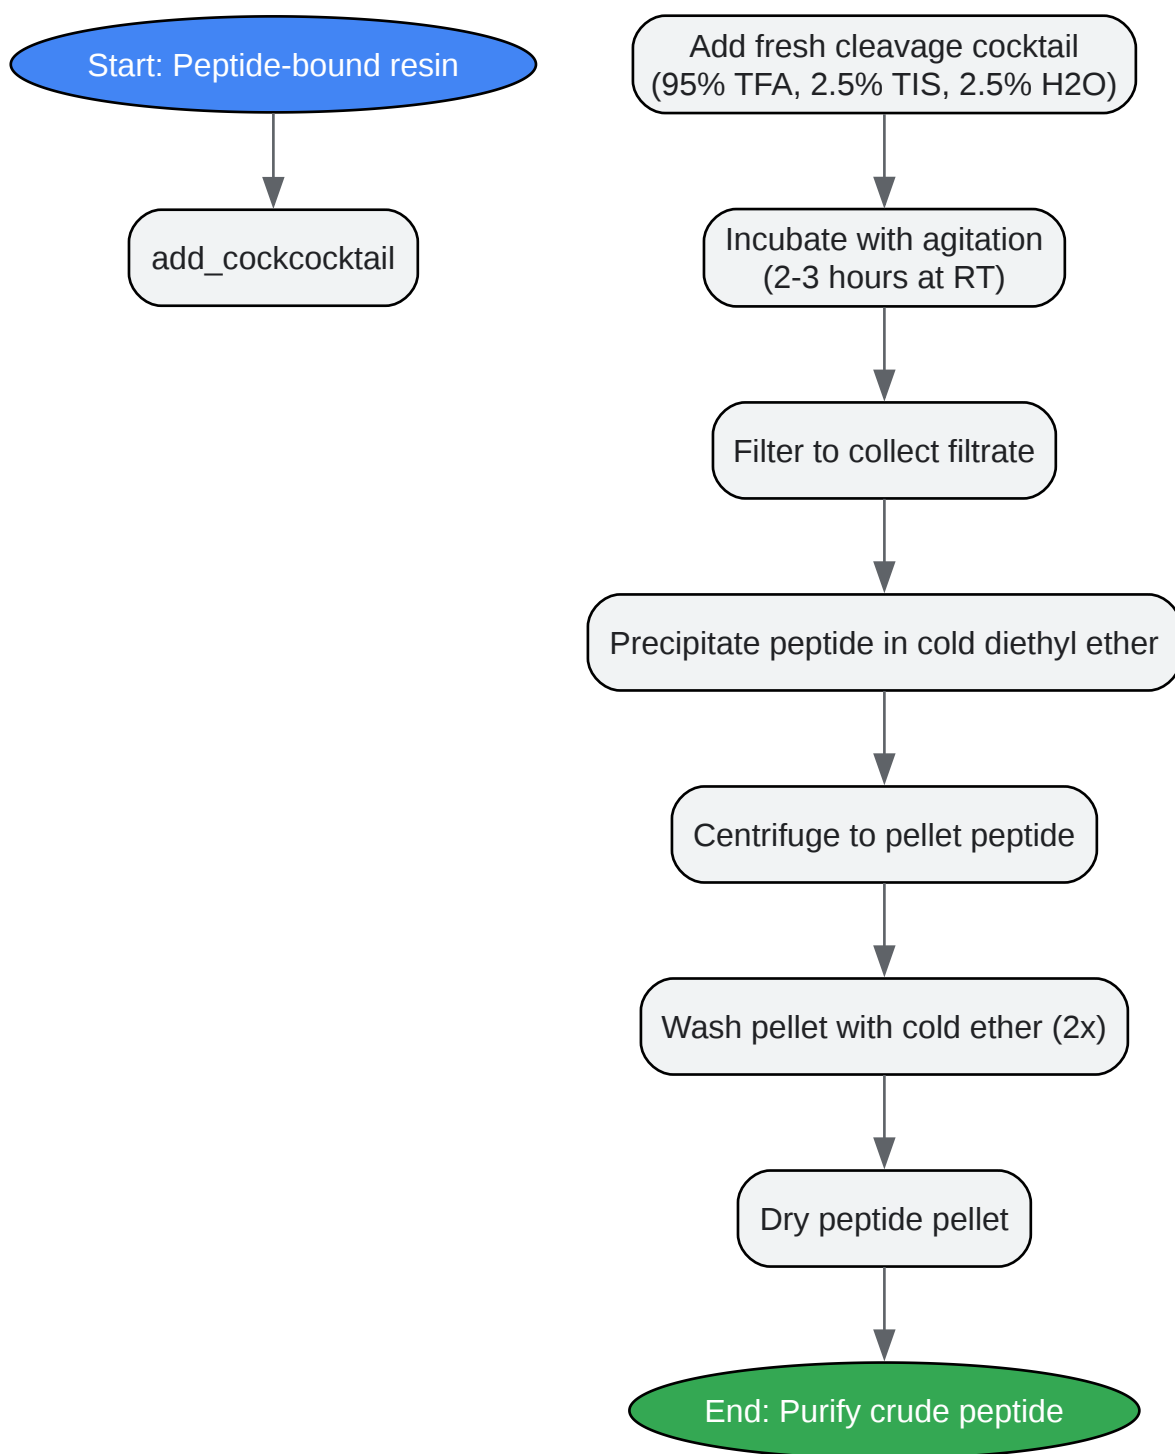 Start: Peptide-bound resin
add_cockcocktail
Add fresh cleavage cocktail
(95% TFA, 2.5% TIS, 2.5% H2O)
Incubate with agitation
(2-3 hours at RT)
Filter to collect filtrate
Precipitate peptide in cold diethyl ether
Centrifuge to pellet peptide
Wash pellet with cold ether (2x)
Dry peptide pellet
End: Purify crude peptide